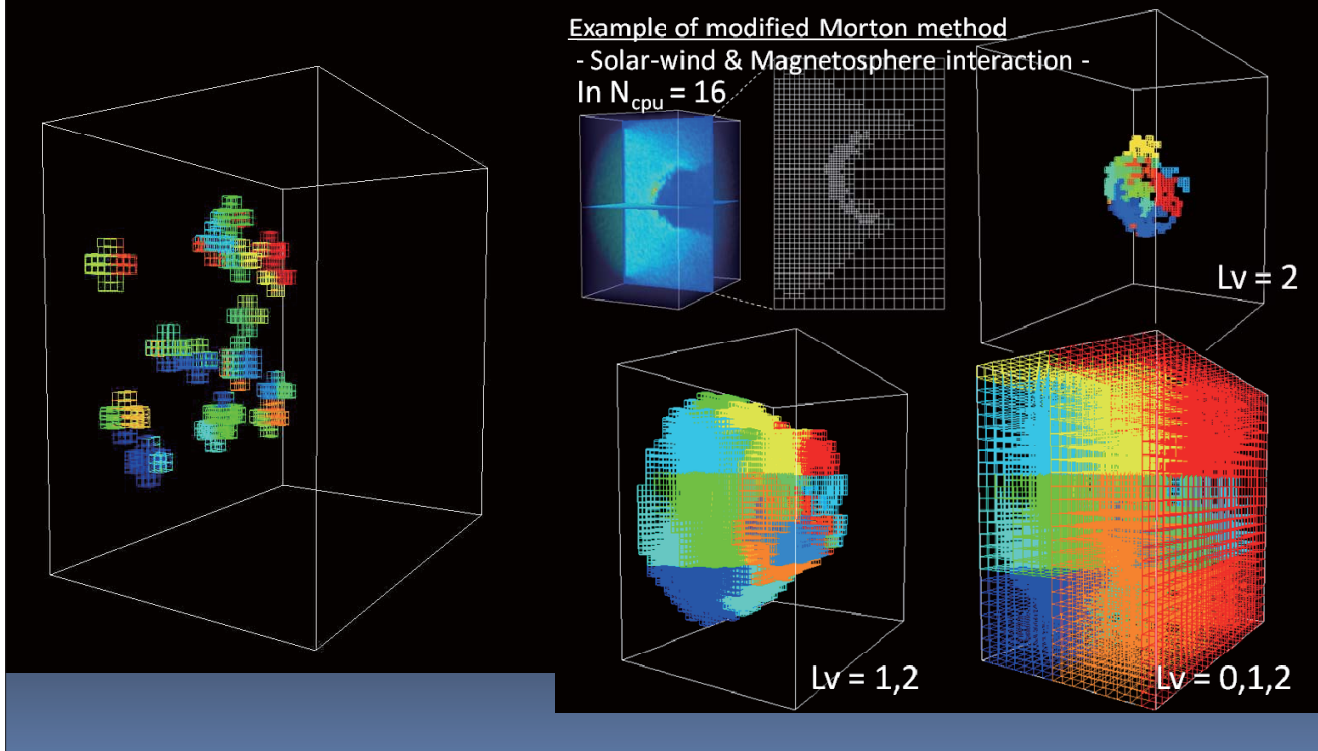 Example of modified Morton method
- Solar-wind & Magnetosphere interaction -
In Ncpu = 16
Lv = 2
Lv = 1,2
Lv = 0,1,2